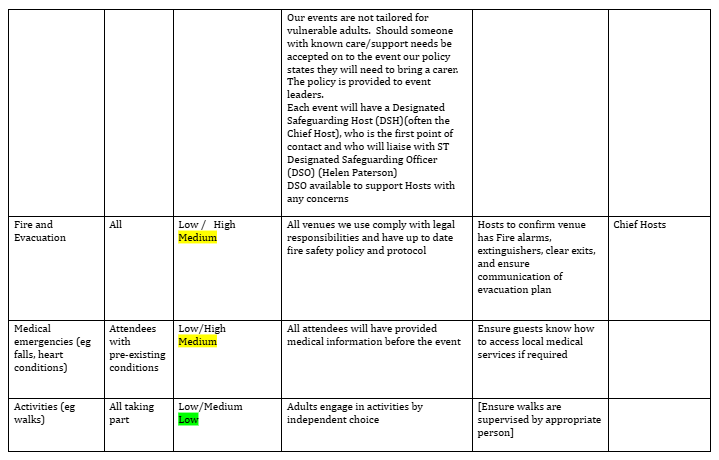 Our events are not tailored for
vulnerable adults.  Should someone
with known care/support needs be
accepted on to the event our policy
states they will need to bring a carer.
The policy is provided to event
leaders.
Each event will have a Designated
Safeguarding Host (DSH)(often the
Chief Host), who is the first point of
contact and who will liaise with ST
Designated Safeguarding Officer
(DSO) (Helen Paterson)
DSO available to support Hosts with
any concerns
Fire and
Evacuation
All
Low /   High
Medium
All venues we use comply with legal
responsibilities and have up to date
fire safety policy and protocol
Hosts to confirm venue
has Fire alarms,
extinguishers, clear exits,
and ensure
communication of
evacuation plan
Chief Hosts
Medical
emergencies (eg
falls, heart
conditions)
Attendees
with
pre-existing
conditions
Low/High
Medium
All attendees will have provided
medical information before the event
Ensure guests know how
to access local medical
services if required
Activities (eg
walks)
All taking
part
Low/Medium
Low
Adults engage in activities by
independent choice
[Ensure walks are
supervised by appropriate
person]